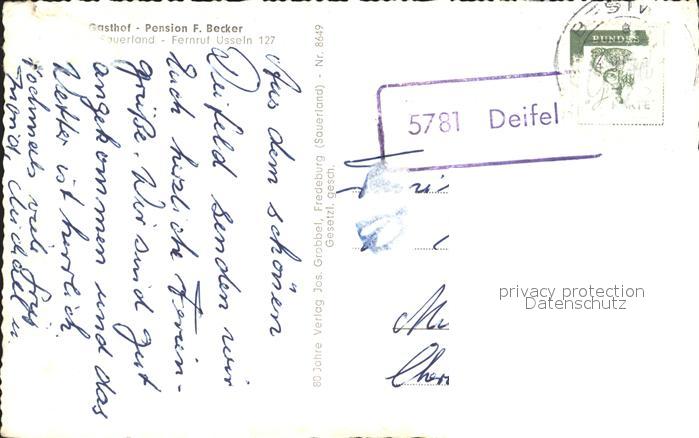 Gasthof - Pension F. Becker
Sauerland - Fernruf Usseln 127
Aus dem schönen
Deifeld senden wir
Euch herzliche Ferien-
grüße. Wir sind gut
angekommen und das
Wetter ist herrlich
Nochmals viele
80 Jahre Verlag Jos. Grobbel, Fredeburg (Sauerland). - Nr. 8649
Gesetzl. gesch.
BUNDES
5781 Deifel
privacy protection
Datenschutz